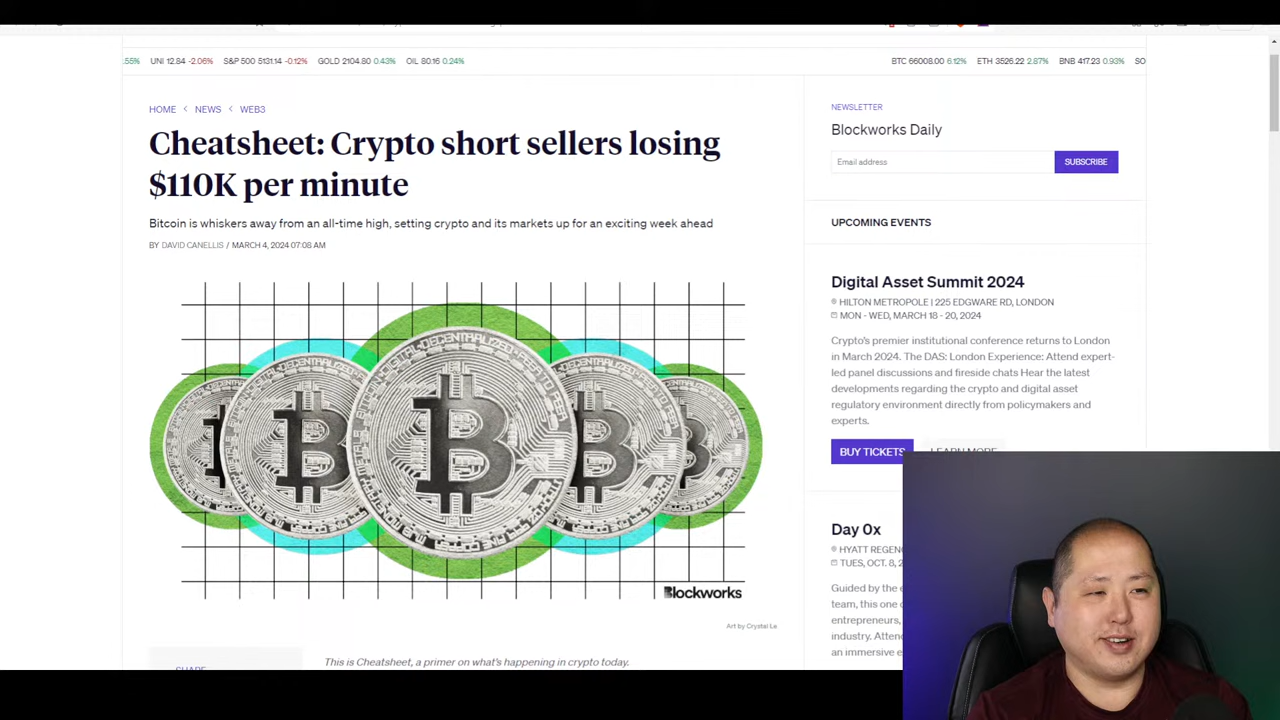 .55% UNI 12.84 -2.06% S&P 500 5131.14 -0.12% GOLD 2104.80 0.43% OIL 80.16 0.24%
BTC 66008.00 6.12% ETH 3526.22 2.87% BNB 417.23 0.93% SO
HOME < NEWS < WEB3
Cheatsheet: Crypto short sellers losing
$110K per minute
Bitcoin is whiskers away from an all-time high, setting crypto and its markets up for an exciting week ahead
BY DAVID CANELLIS / MARCH 4, 2024 07:08 AM
Blockworks
Art by Crystal Le
SHARE
This is Cheatsheet, a primer on what's happening in crypto today.
NEWSLETTER
Blockworks Daily
Email address
SUBSCRIBE
UPCOMING EVENTS
Digital Asset Summit 2024
HILTON METROPOLE | 225 EDGWARE RD, LONDON
MON - WED, MARCH 18 - 20, 2024
Crypto's premier institutional conference returns to London
in March 2024. The DAS: London Experience: Attend expert-
led panel discussions and fireside chats Hear the latest
developments regarding the crypto and digital asset
regulatory environment directly from policymakers and
experts.
BUY TICKETS
LEARN MORE
Day 0x
HYATT REGENC
TUES, OCT. 8, 2
Guided by the e
team, this one d
entrepreneurs,
industry. Atten
an immersive e